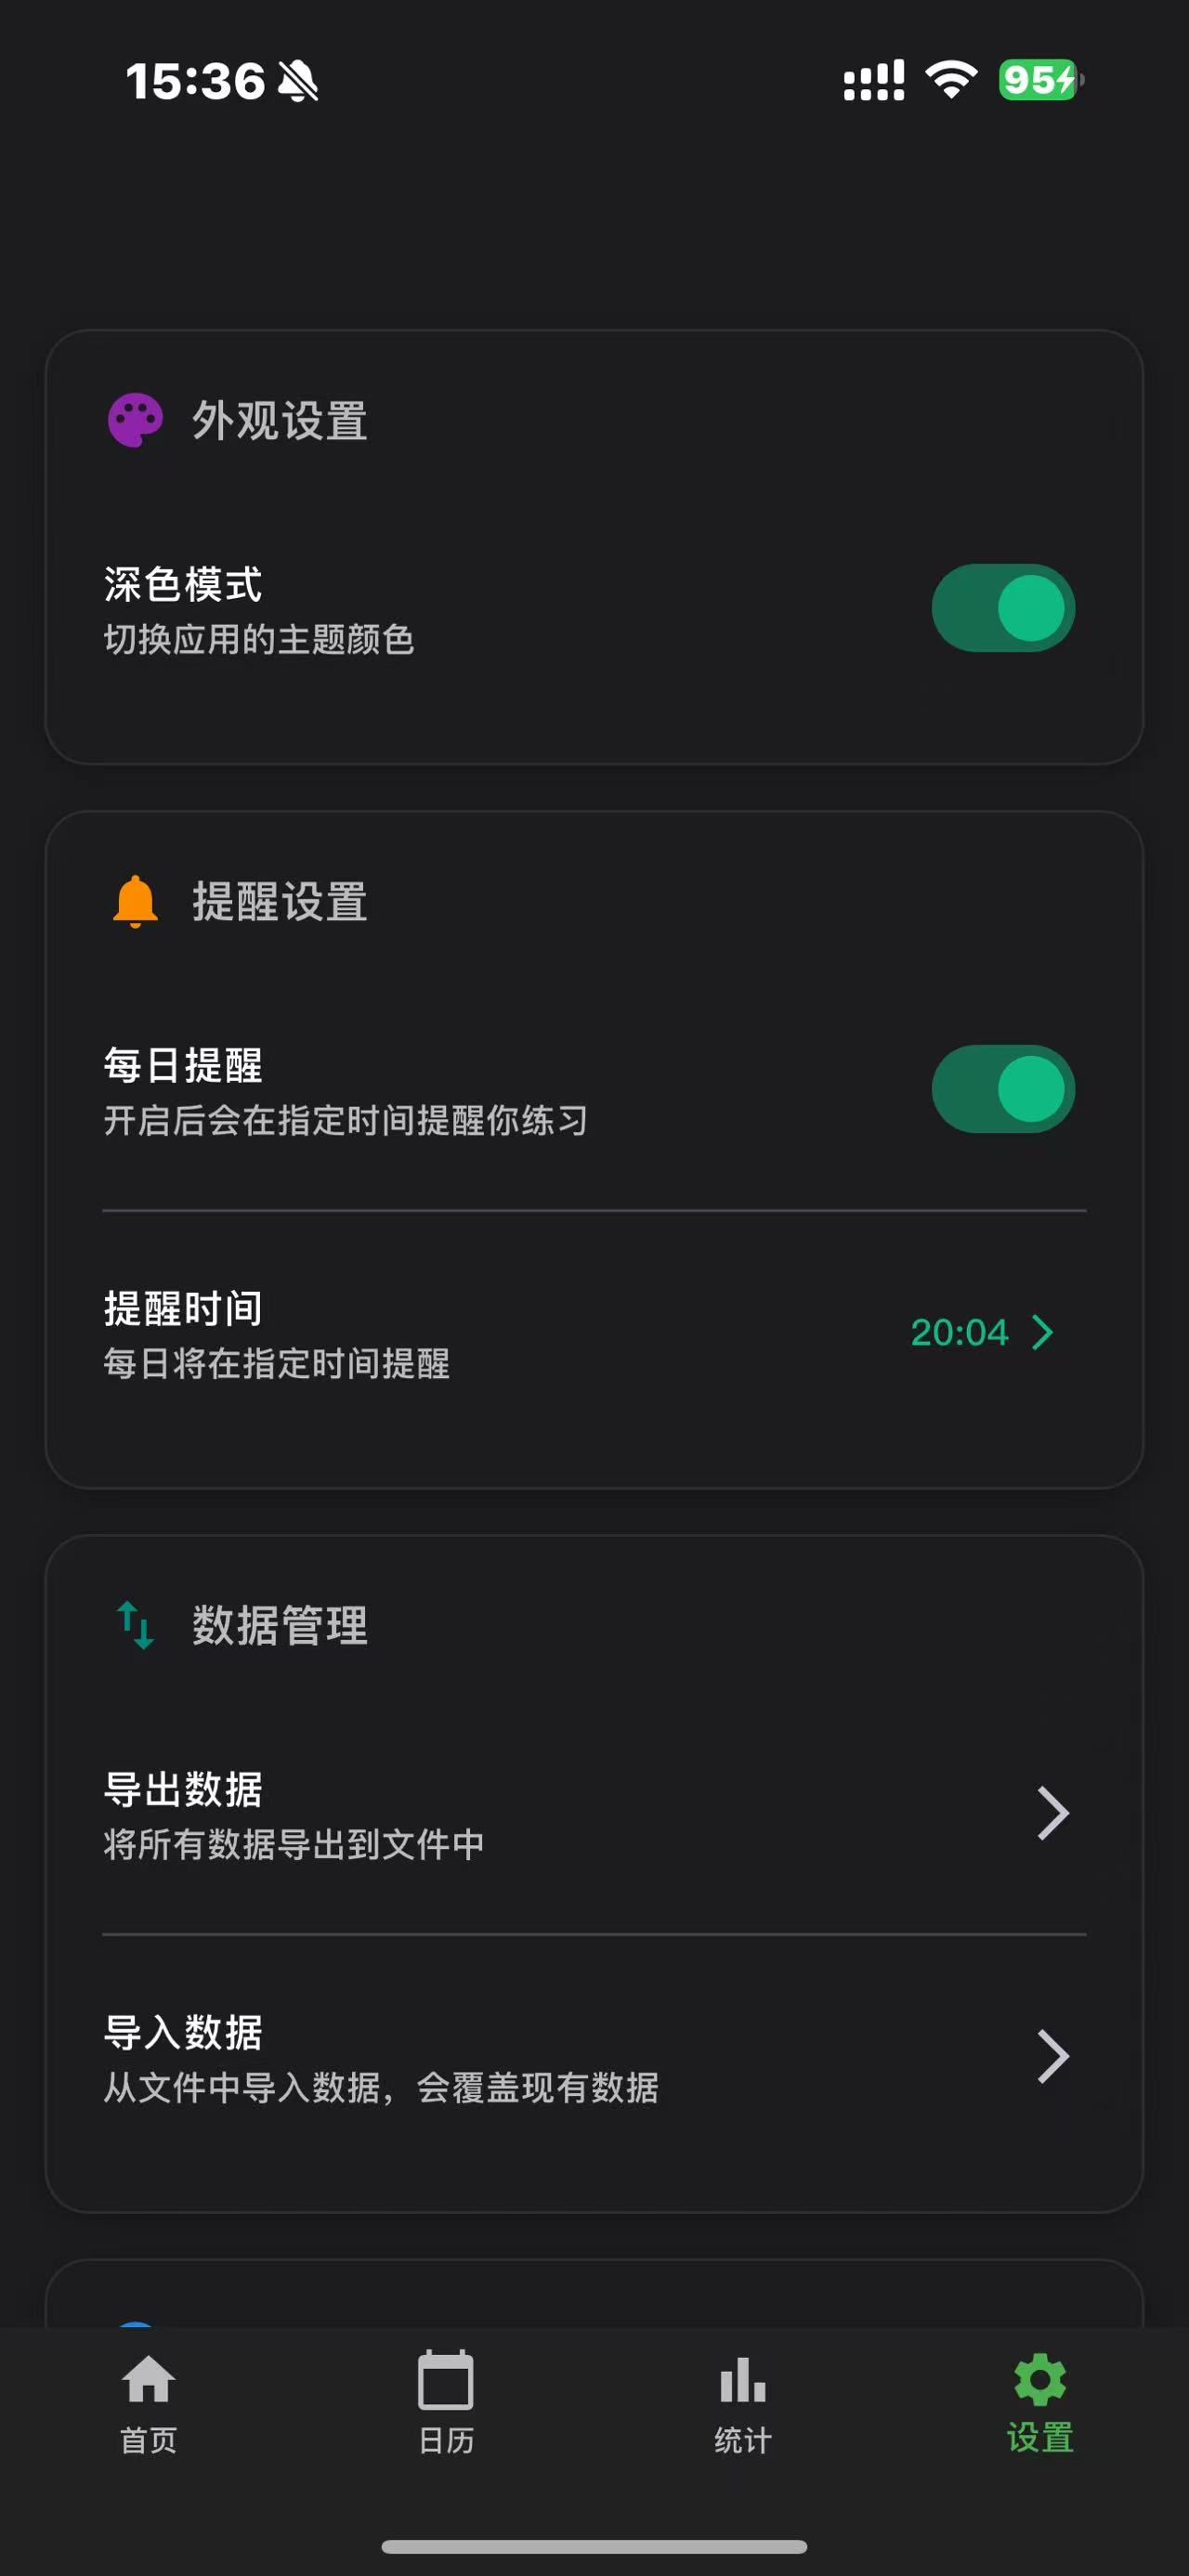 15:36
95
外观设置
深色模式
切换应用的主题颜色
提醒设置
每日提醒
开启后会在指定时间提醒你练习
提醒时间
20:04
每日将在指定时间提醒
数据管理
导出数据
将所有数据导出到文件中
导入数据
从文件中导入数据，会覆盖现有数据
首页
日历
统计
设置